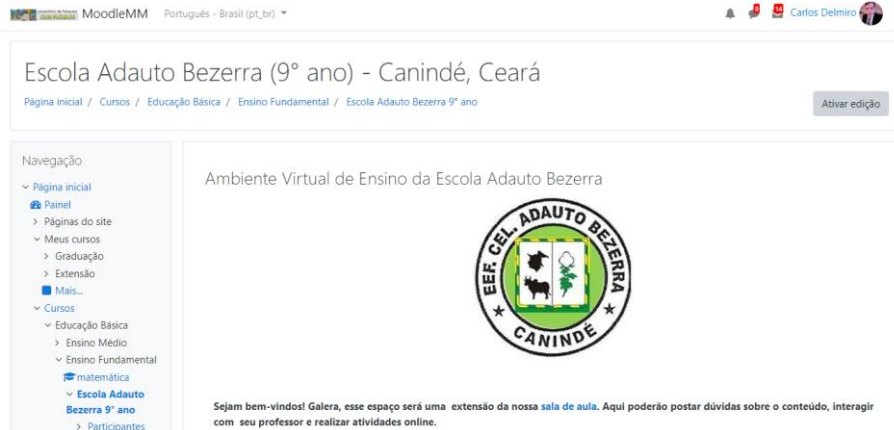 MoodleMM Português - Brasil (pt_br)
Carlos Delmiro
Escola Adauto Bezerra (9° ano) - Canindé, Ceará
Página inicial / Cursos / Educação Básica / Ensino Fundamental / Escola Adauto Bezerra 9° ano
Ativar edição
Navegação
Página inicial
Painel
Páginas do site
Meus cursos
Graduação
Extensão
Mais...
Cursos
Educação Básica
Ensino Médio
Ensino Fundamental
matemática
Escola Adauto
Bezerra 9° ano
Participantes
Ambiente Virtual de Ensino da Escola Adauto Bezerra
EEF. CEL. ADAUTO BEZERRA
CANINDÉ
Sejam bem-vindos! Galera, esse espaço será uma extensão da nossa sala de aula. Aqui poderão postar dúvidas sobre o conteúdo, interagir
com seu professor e realizar atividades online.